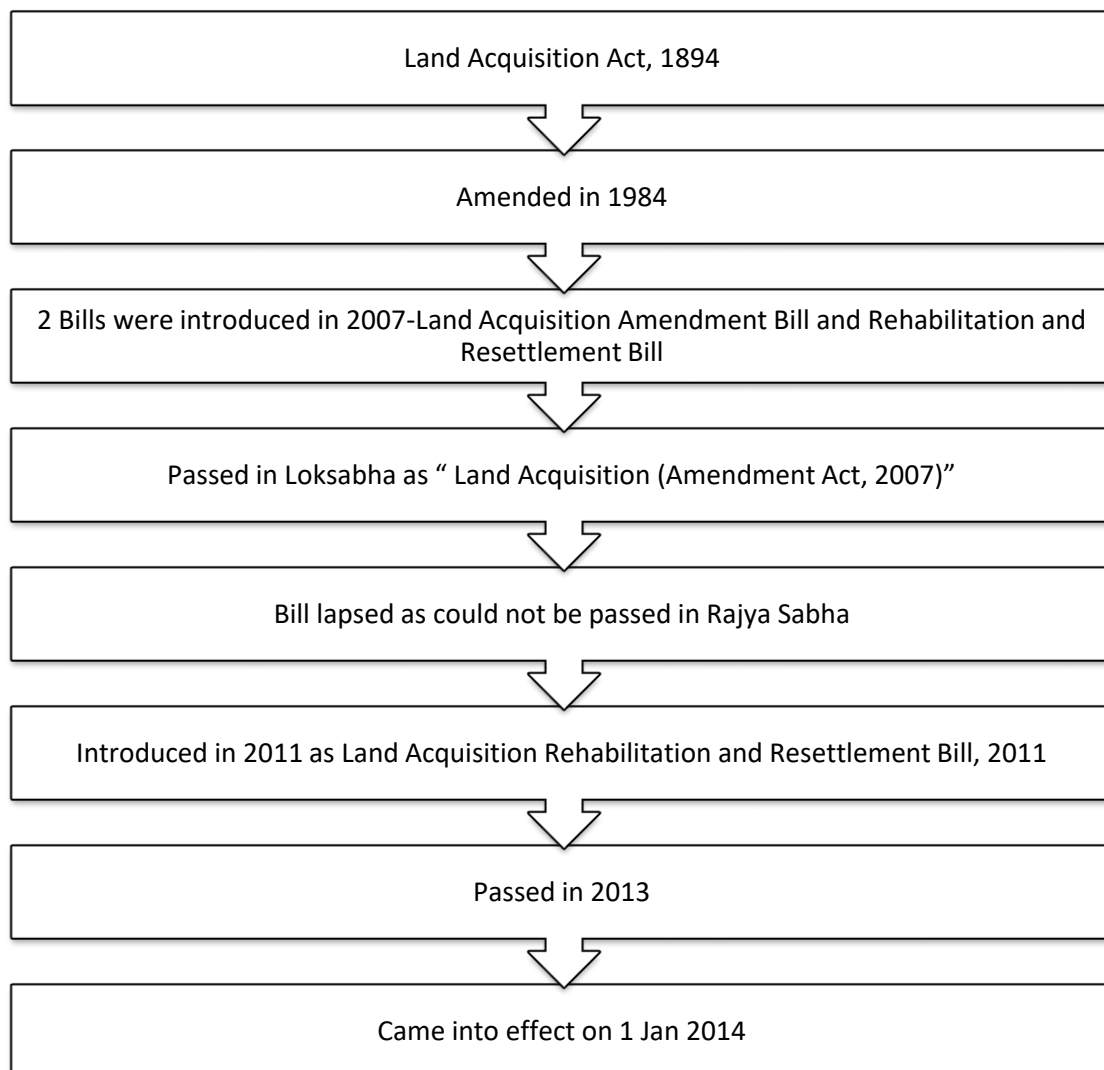 Land Acquisition Act, 1894
Amended in 1984
2 Bills were introduced in 2007-Land Acquisition Amendment Bill and Rehabilitation and
Resettlement Bill
Passed in Loksabha as “ Land Acquisition (Amendment Act, 2007)”
Bill lapsed as could not be passed in Rajya Sabha
Introduced in 2011 as Land Acquisition Rehabilitation and Resettlement Bill, 2011
Passed in 2013
Came into effect on 1 Jan 2014